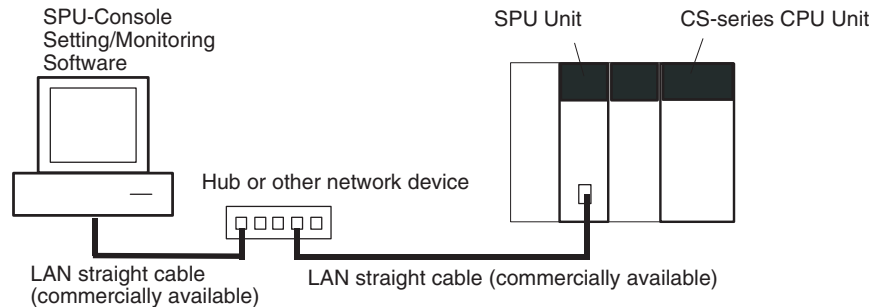 SPU-Console
Setting/Monitoring
Software
SPU Unit
CS-series CPU Unit
Hub or other network device
LAN straight cable
(commercially available)
LAN straight cable (commercially available)